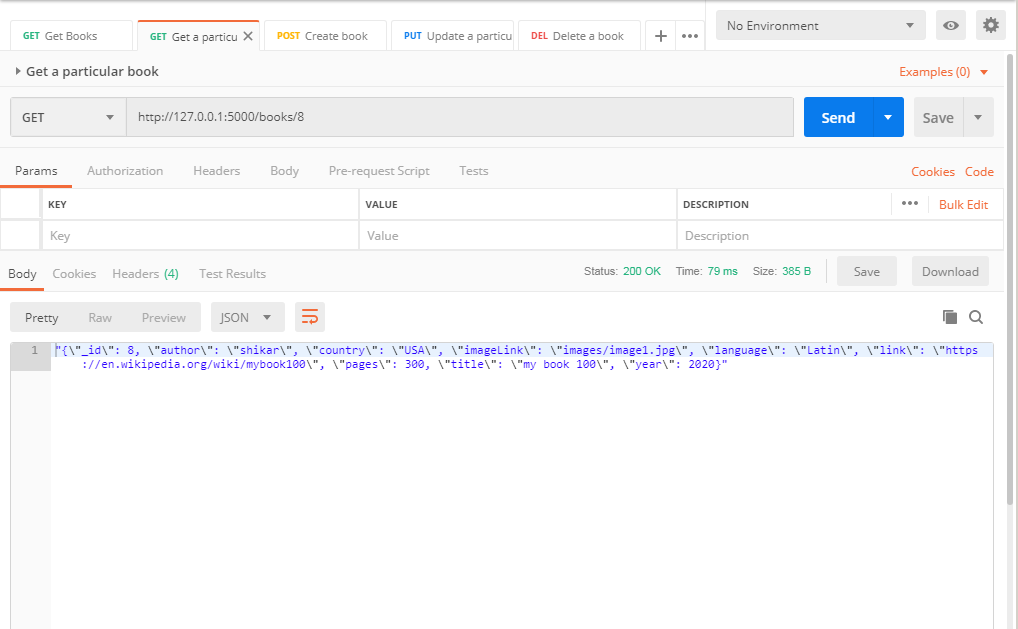 GET Get Books GET Get a particu POST Create book PUT Update a particu DEL Delete a book No Environment
Get a particular book Examples (0)
GET http://127.0.0.1:5000/books/8 Send Save
Params Authorization Headers Body Pre-request Script Tests Cookies Code
KEY VALUE DESCRIPTION Bulk Edit
Key Value Description
Body Cookies Headers (4) Test Results Status: 200 OK Time: 79 ms Size: 385 B Save Download
Pretty Raw Preview JSON
1 "{\"_id\": 8, \"author\": \"shikar\", \"country\": \"USA\", \"imageLink\": \"images/image1.jpg\", \"language\": \"Latin\", \"link\": \"https
://en.wikipedia.org/wiki/mybook100\", \"pages\": 300, \"title\": \"my book 100\", \"year\": 2020}"